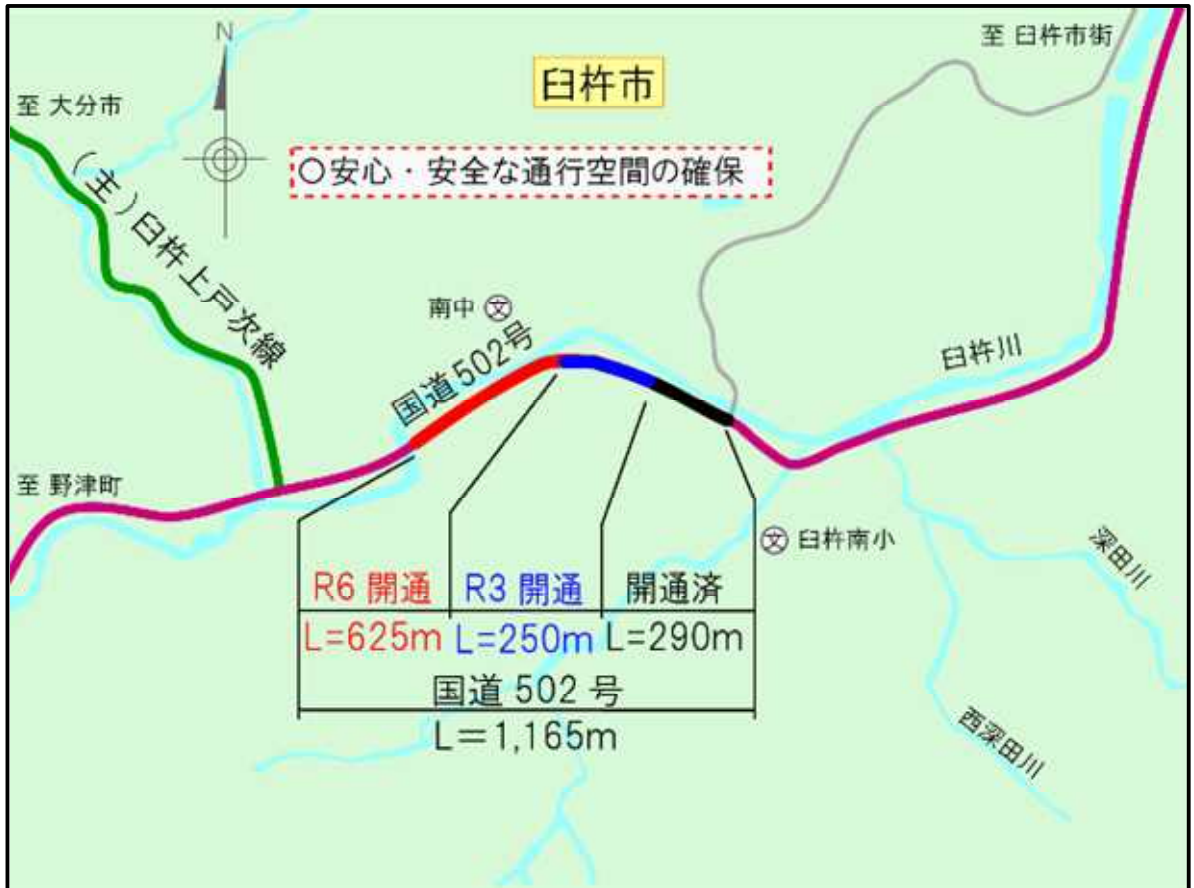 N
至 臼杵市街
臼杵市
至 大分市
○安心・安全な通行空間の確保
(主)臼杵上戸次線
南中 文
国道502号
臼杵川
至 野津町
文 臼杵南小
深田川
R6 開通 R3 開通 開通済
L=625m L=250m L=290m
国道 502 号
L=1,165m
西深田川